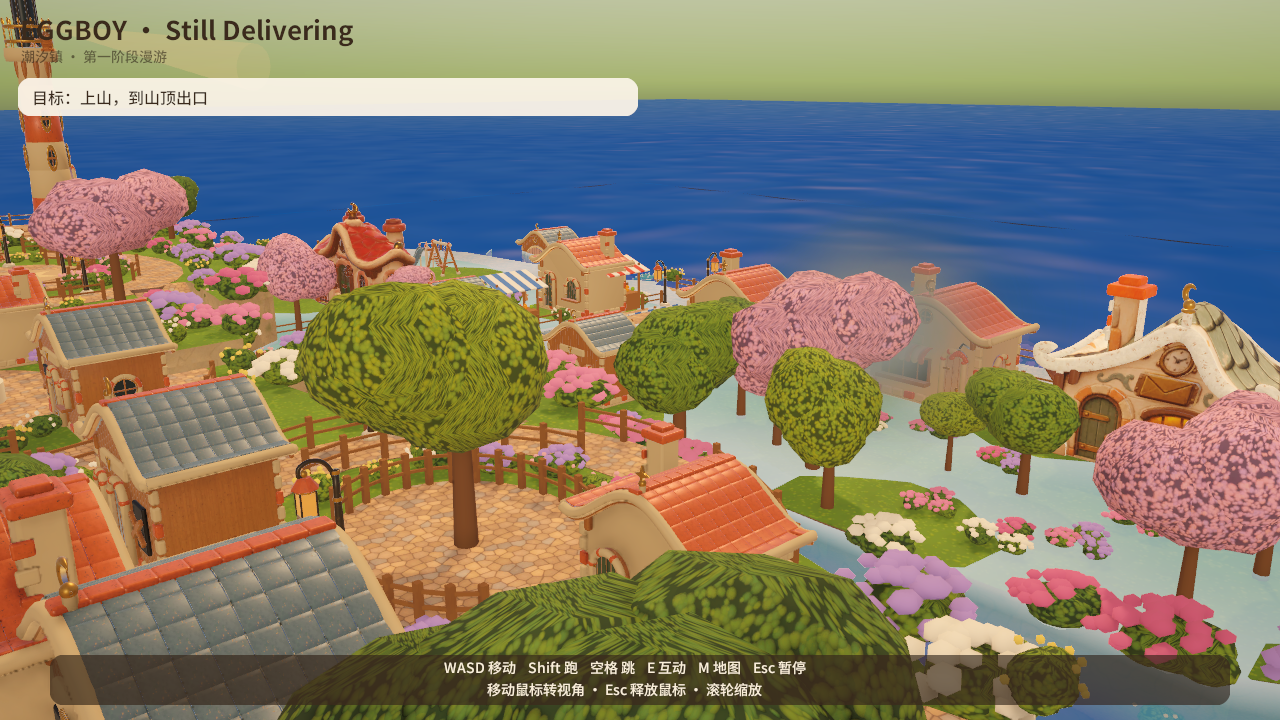 EGGBOY · Still Delivering
潮汐镇 · 第一阶段漫游
目标：上山，到山顶出口
WASD 移动 Shift 跑 空格 跳 E 互动 M 地图 Esc 暂停
移动鼠标转视角 · Esc 释放鼠标 · 滚轮缩放